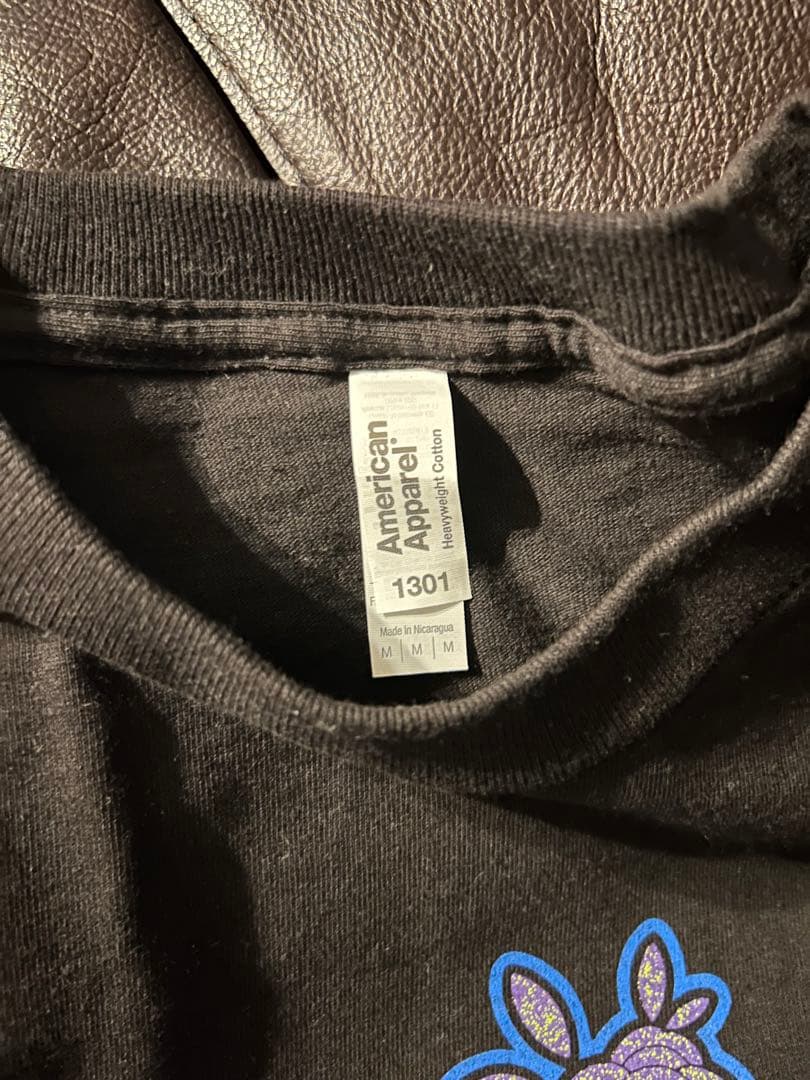 American
Apparel
Heavyweight Cotton
1301
Made in Nicaragua
M | M | M